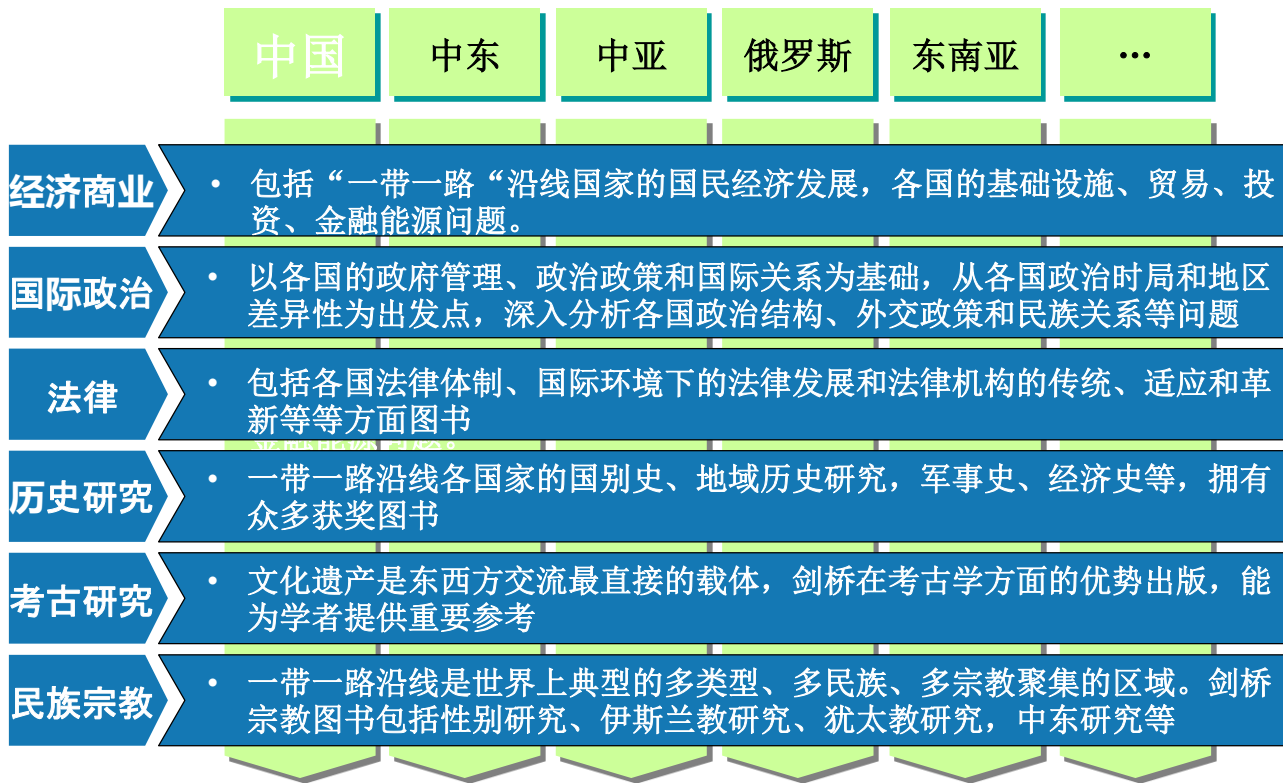 中国 中东 中亚 俄罗斯 东南亚 …
经济商业
• 包括“一带一路“沿线国家的国民经济发展，各国的基础设施、贸易、投
资、金融能源问题。
国际政治
• 以各国的政府管理、政治政策和国际关系为基础，从各国政治时局和地区
差异性为出发点，深入分析各国政治结构、外交政策和民族关系等问题
法律
• 包括各国法律体制、国际环境下的法律发展和法律机构的传统、适应和革
新等等方面图书
历史研究
• 一带一路沿线各国家的国别史、地域历史研究，军事史、经济史等，拥有
众多获奖图书
考古研究
• 文化遗产是东西方交流最直接的载体，剑桥在考古学方面的优势出版，能
为学者提供重要参考
民族宗教
• 一带一路沿线是世界上典型的多类型、多民族、多宗教聚集的区域。剑桥
宗教图书包括性别研究、伊斯兰教研究、犹太教研究，中东研究等